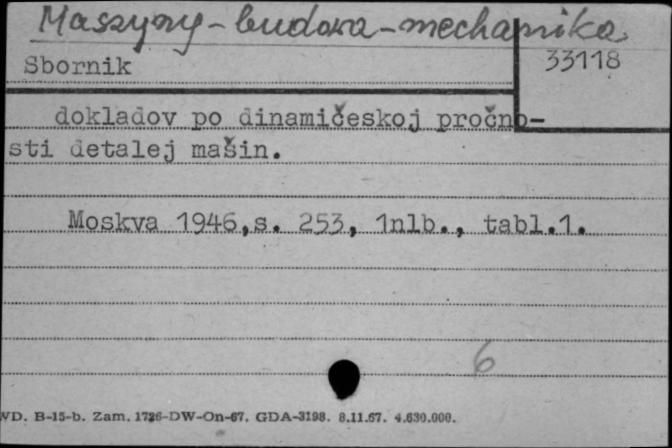 Maszyny - budowa - mechanika
33118
Sbornik
dokladov po dinamičeskoj pročno-
sti detalej mašin.
Moskva 1946,s. 253, 1nlb., tabl.1.
6
WD. B-15-b. Zam. 1726-DW-On-67. GDA-3198. 8.11.67. 4.630.000.